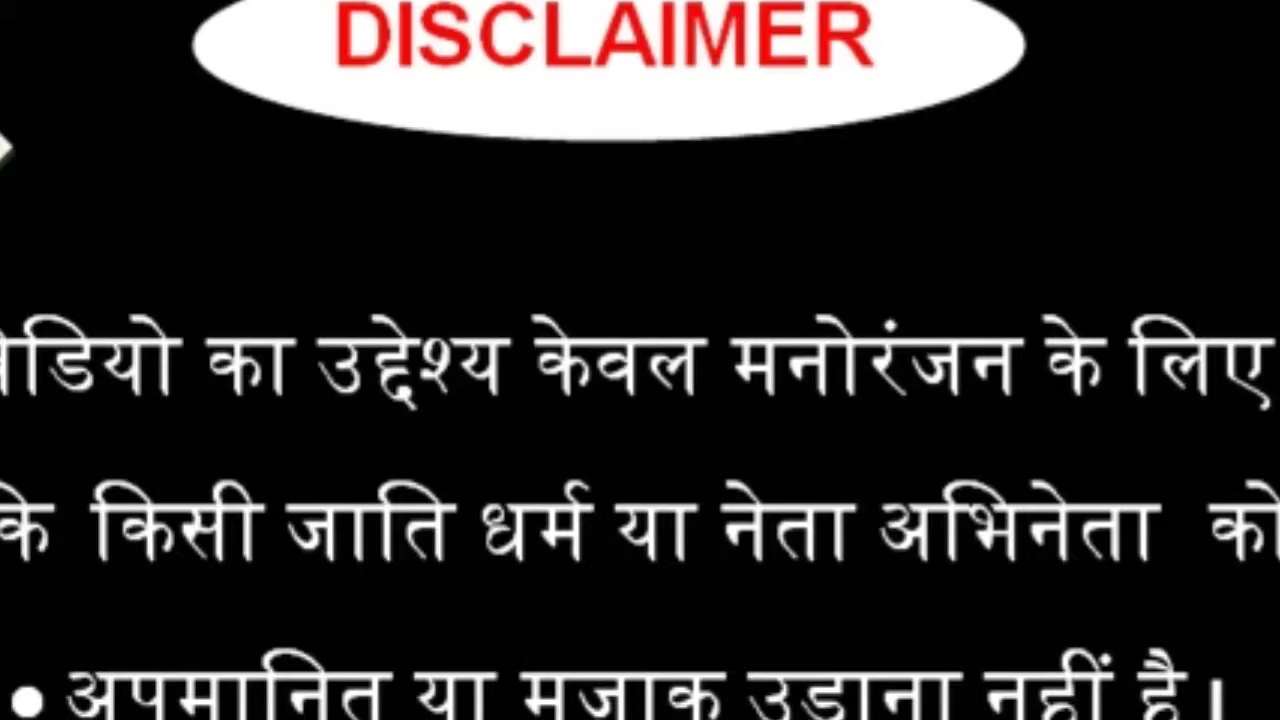 DISCLAIMER
वेडियो का उद्देश्य केवल मनोरंजन के लिए
कि किसी जाति धर्म या नेता अभिनेता को
• अपमानित या मजाक उडाना नहीं है।